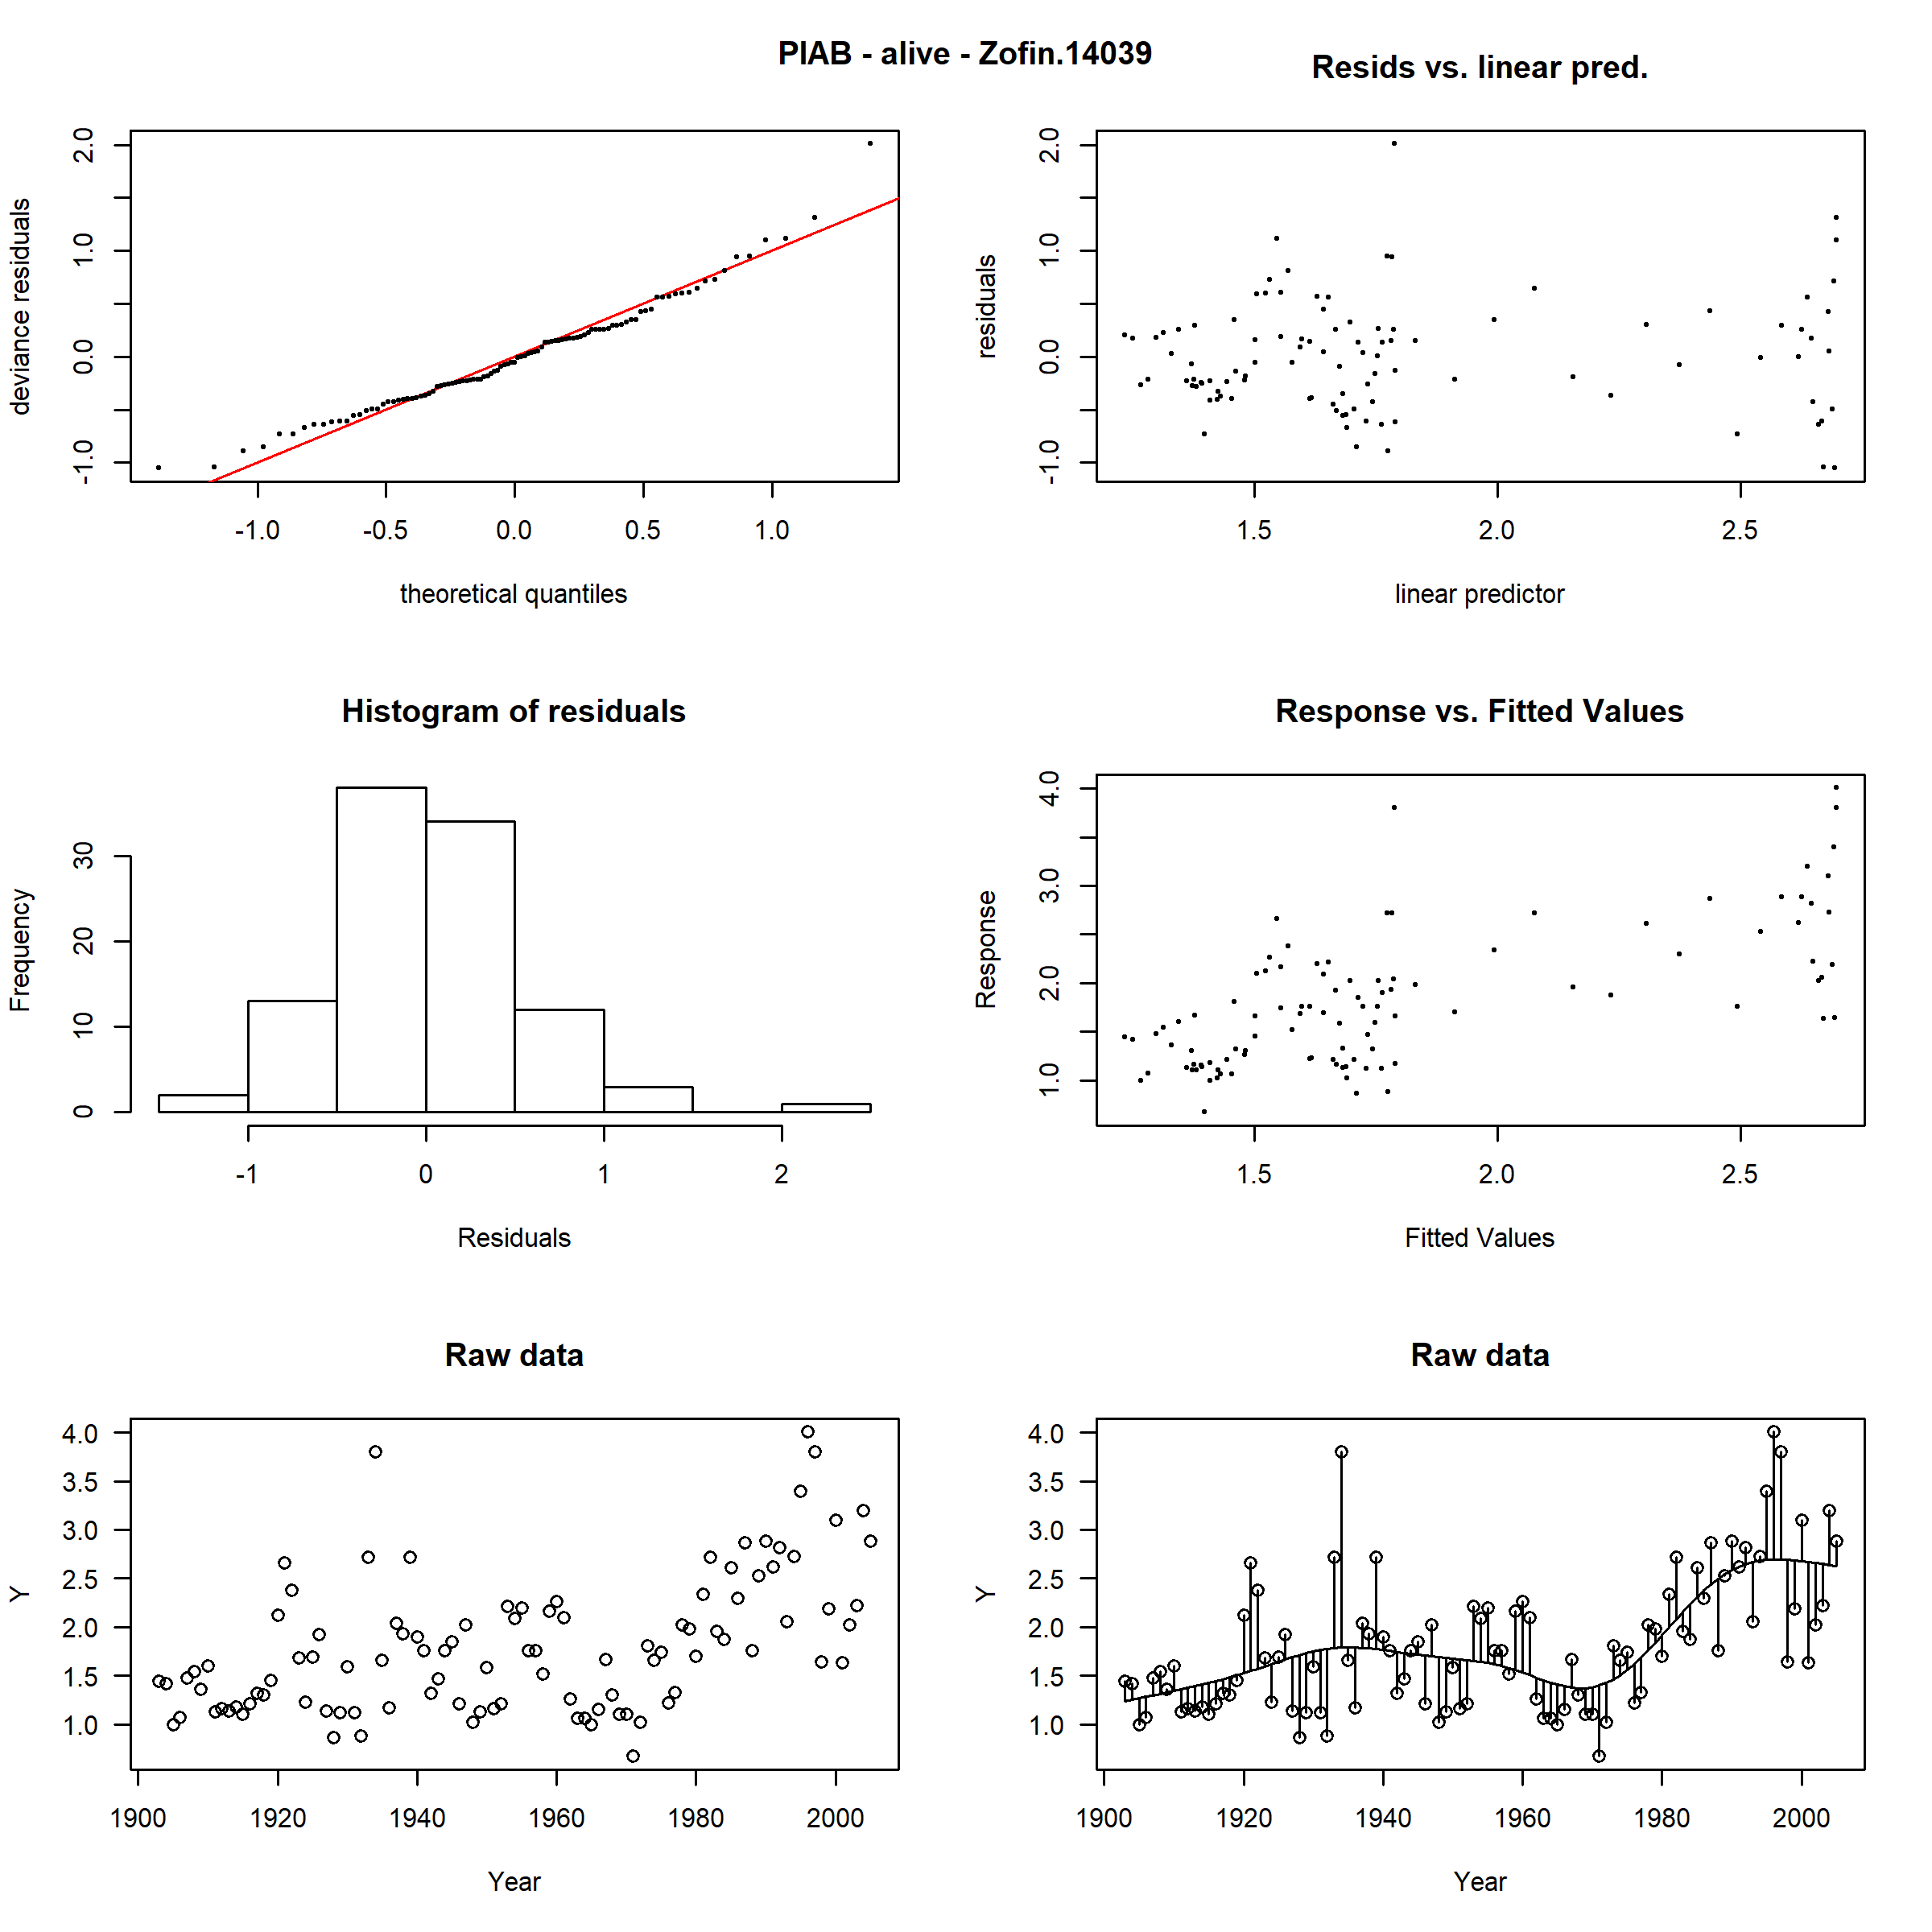 PIAB - alive - Zofin.14039
Resids vs. linear pred.
deviance residuals
-1.0 0.0 1.0 2.0
-1.0 -0.5 0.0 0.5 1.0
theoretical quantiles
residuals
-1.0 0.0 1.0 2.0
1.5 2.0 2.5
linear predictor
Histogram of residuals
Frequency
0 10 20 30
-1 0 1 2
Residuals
Response vs. Fitted Values
Response
1.0 2.0 3.0 4.0
1.5 2.0 2.5
Fitted Values
Raw data
Y
4.0
3.5
3.0
2.5
2.0
1.5
1.0
1900 1920 1940 1960 1980 2000
Year
Raw data
Y
4.0
3.5
3.0
2.5
2.0
1.5
1.0
1900 1920 1940 1960 1980 2000
Year